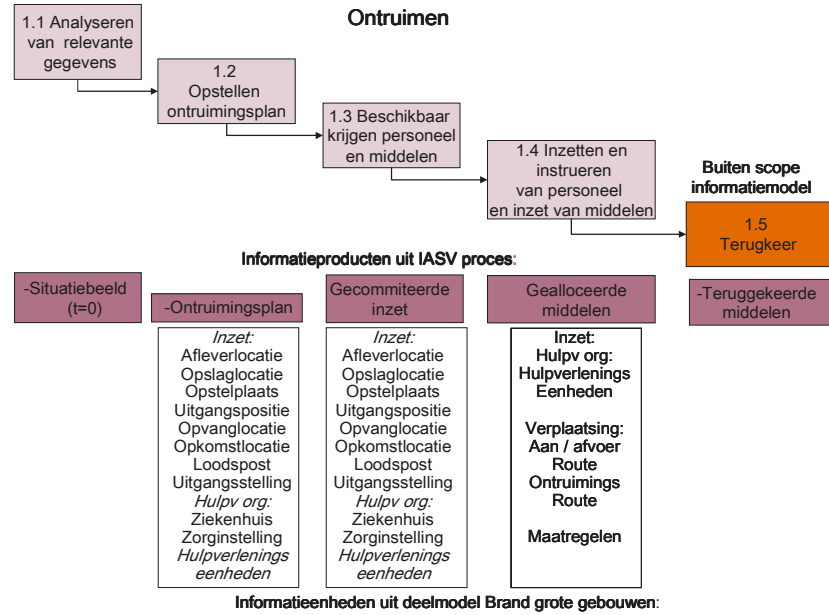 Ontruimen
1.1 Analyseren
van relevante
gegevens
1.2
Opstellen
ontruimingsplan
1.3 Beschikbaar
krijgen personeel
en middelen
1.4 Inzetten en
instrueren
van personeel
en inzet van middelen
Buiten scope
informatiemodel
1.5
Terugkeer
Informatieproducten uit IASV proces:
-Situatiebeeld
(t=0)
-Ontruimingsplan
Gecommiteerde
inzet
Gealloceerde
middelen
-Teruggekeerde
middelen
Inzet:
Afleverlocatie
Opslaglocatie
Opstelplaats
Uitgangspositie
Opvanglocatie
Opkomstlocatie
Loodspost
Uitgangsstelling
Hulpv org:
Ziekenhuis
Zorginstelling
Hulpverlenings
eenheden
Inzet:
Afleverlocatie
Opslaglocatie
Opstelplaats
Uitgangspositie
Opvanglocatie
Opkomstlocatie
Loodspost
Uitgangsstelling
Hulpv org:
Ziekenhuis
Zorginstelling
Hulpverlenings
eenheden
Inzet:
Hulpv org:
Hulpverlenings
Eenheden
Verplaatsing:
Aan / afvoer
Route
Ontruimings
Route
Maatregelen
Informatieenheden uit deelmodel Brand grote gebouwen: